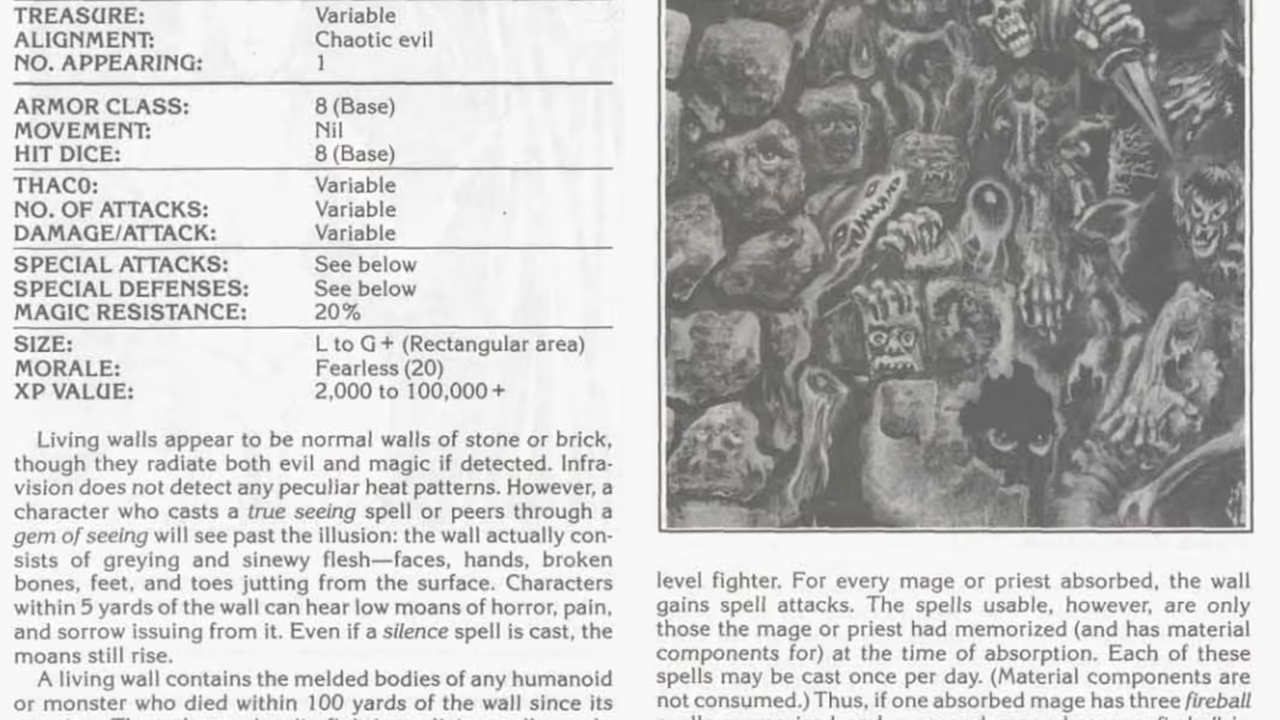 TREASURE: Variable
ALIGNMENT: Chaotic evil
NO. APPEARING: 1
ARMOR CLASS: 8 (Base)
MOVEMENT: Nil
HIT DICE: 8 (Base)
THAC0: Variable
NO. OF ATTACKS: Variable
DAMAGE/ATTACK: Variable
SPECIAL ATTACKS: See below
SPECIAL DEFENSES: See below
MAGIC RESISTANCE: 20%
SIZE: L to G+ (Rectangular area)
MORALE: Fearless (20)
XP VALUE: 2,000 to 100,000+
Living walls appear to be normal walls of stone or brick,
though they radiate both evil and magic if detected. Infra-
vision does not detect any peculiar heat patterns. However, a
character who casts a true seeing spell or peers through a
gem of seeing will see past the illusion: the wall actually con-
sists of greying and sinewy flesh—faces, hands, broken
bones, feet, and toes jutting from the surface. Characters
within 5 yards of the wall can hear low moans of horror, pain,
and sorrow issuing from it. Even if a silence spell is cast, the
moans still rise.
A living wall contains the melded bodies of any humanoid
or monster who died within 100 yards of the wall since its
level fighter. For every mage or priest absorbed, the wall
gains spell attacks. The spells usable, however, are only
those the mage or priest had memorized (and has material
components for) at the time of absorption. Each of these
spells may be cast once per day. (Material components are
not consumed.) Thus, if one absorbed mage has three fireball